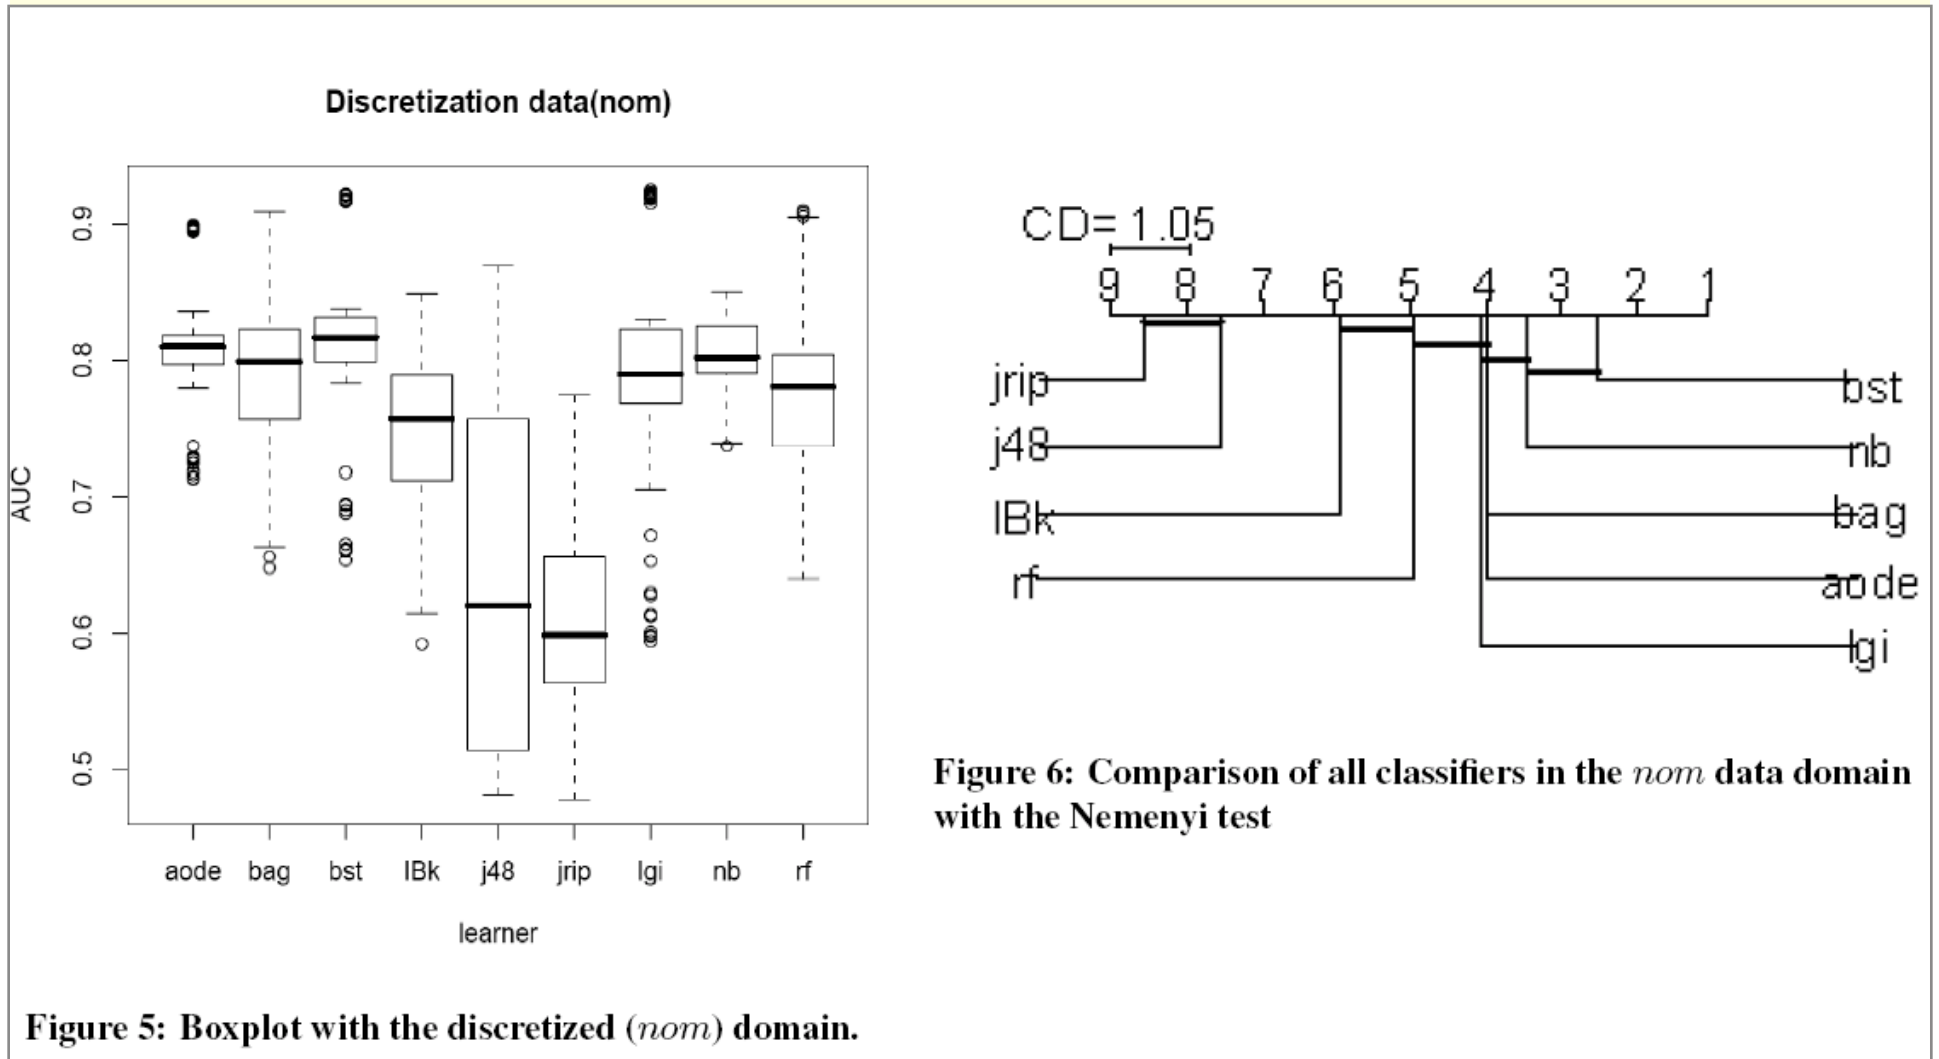 Discretization data(nom)
AUC
0.9
0.8
0.7
0.6
0.5
aode bag bst IBk j48 jrip lgi nb rf
learner
Figure 5: Boxplot with the discretized (nom) domain.
CD= 1.05
9 8 7 6 5 4 3 2 1
jrip
j48
IBk
rf
bst
nb
bag
aode
lgi
Figure 6: Comparison of all classifiers in the nom data domain
with the Nemenyi test